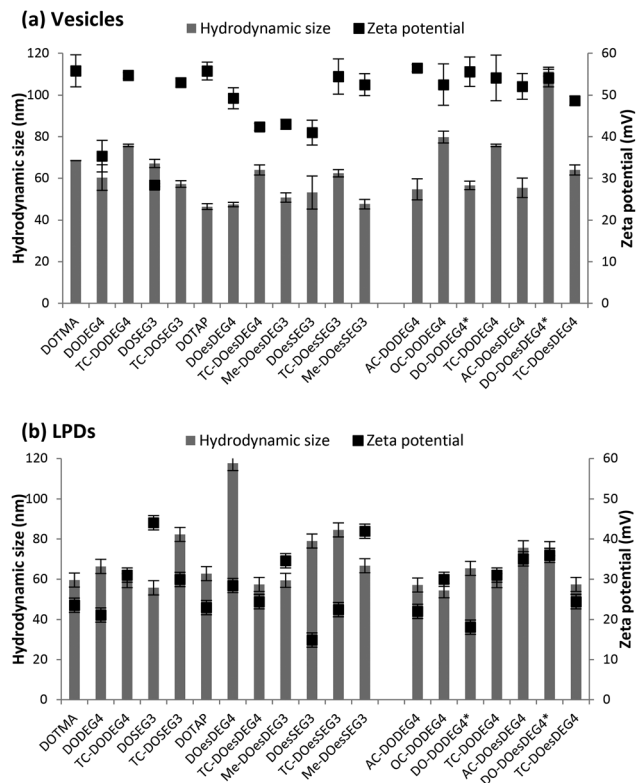 (a) Vesicles
Hydrodynamic size Zeta potential
120 60
100 50
80 40
60 30
40 20
20 10
0 0
Hydrodynamic size (nm)
Zeta potential (mV)
DOTMA
DODEG4
TC-DODEG4
DOSEG3
TC-DOSEG3
DOTAP
DOesDEG4
TC-DOesDEG4
Me-DOesDEG3
DOesSEG3
TC-DOesSEG3
Me-DOesSEG3
AC-DODEG4
OC-DODEG4
DO-DODEG4*
TC-DODEG4
AC-DOesDEG4
DO-DOesDEG4*
TC-DOesDEG4
(b) LPDs
Hydrodynamic size Zeta potential
120 60
100 50
80 40
60 30
40 20
20 10
0 0
Hydrodynamic size (nm)
Zeta potential (mV)
DOTMA
DODEG4
TC-DODEG4
DOSEG3
TC-DOSEG3
DOTAP
DOesDEG4
TC-DOesDEG4
Me-DOesDEG3
DOesSEG3
TC-DOesSEG3
Me-DOesSEG3
AC-DODEG4
OC-DODEG4
DO-DODEG4*
TC-DODEG4
AC-DOesDEG4
DO-DOesDEG4*
TC-DOesDEG4